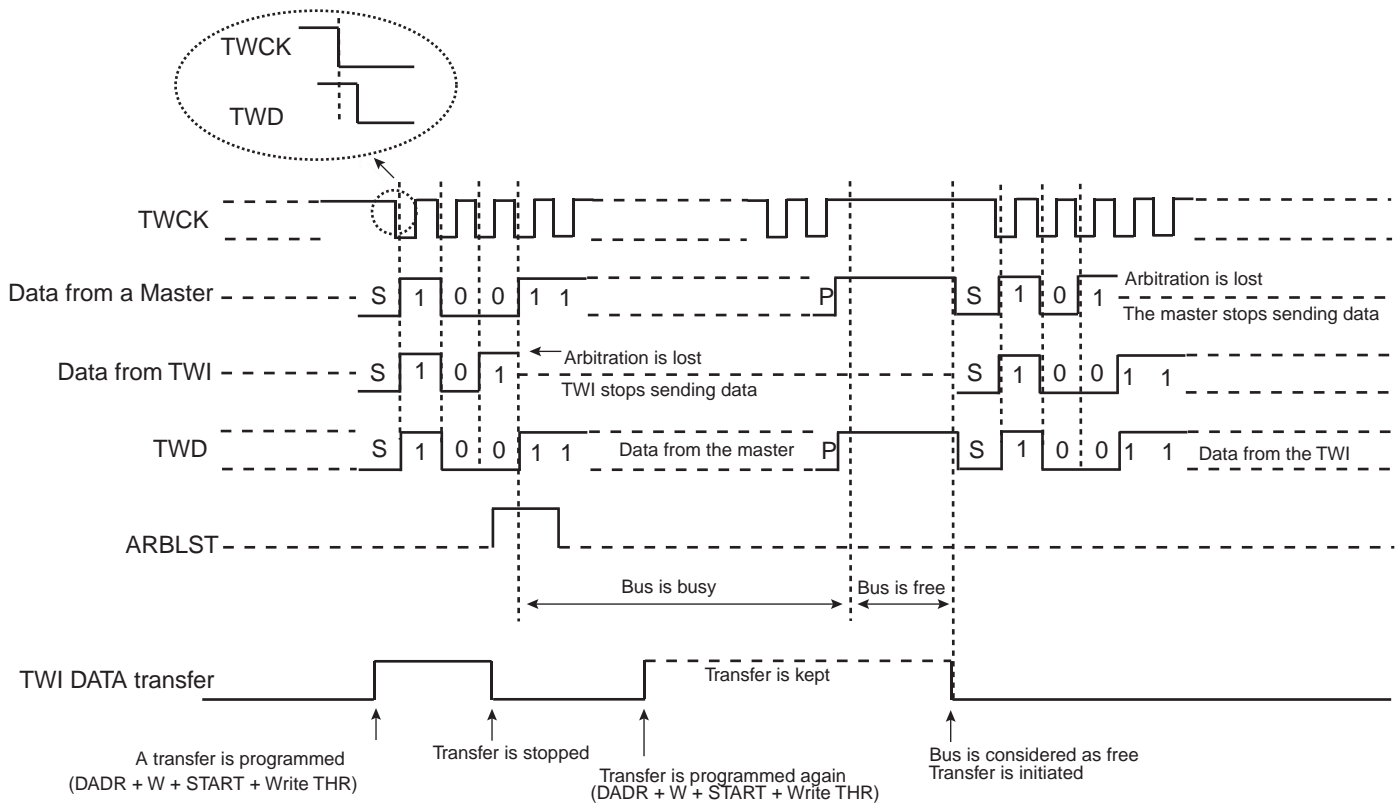 TWCK
TWD
TWCK
Data from a Master S 1 0 0 1 1 P S 1 0 1 Arbitration is lost
The master stops sending data
Data from TWI S 1 0 1 Arbitration is lost S 1 0 0 1 1
TWI stops sending data
TWD S 1 0 0 1 1 Data from the master P S 1 0 0 1 1 Data from the TWI
ARBLST
Bus is busy Bus is free
TWI DATA transfer Transfer is kept
A transfer is programmed
(DADR + W + START + Write THR)
Transfer is stopped
Transfer is programmed again
(DADR + W + START + Write THR)
Bus is considered as free
Transfer is initiated